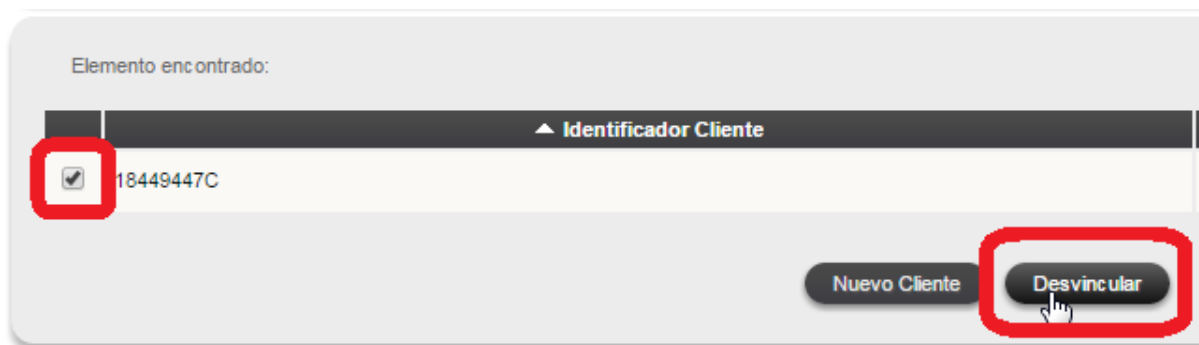 Elemento encontrado:
Identificador Cliente
18449447C
Nuevo Cliente
Desvincular